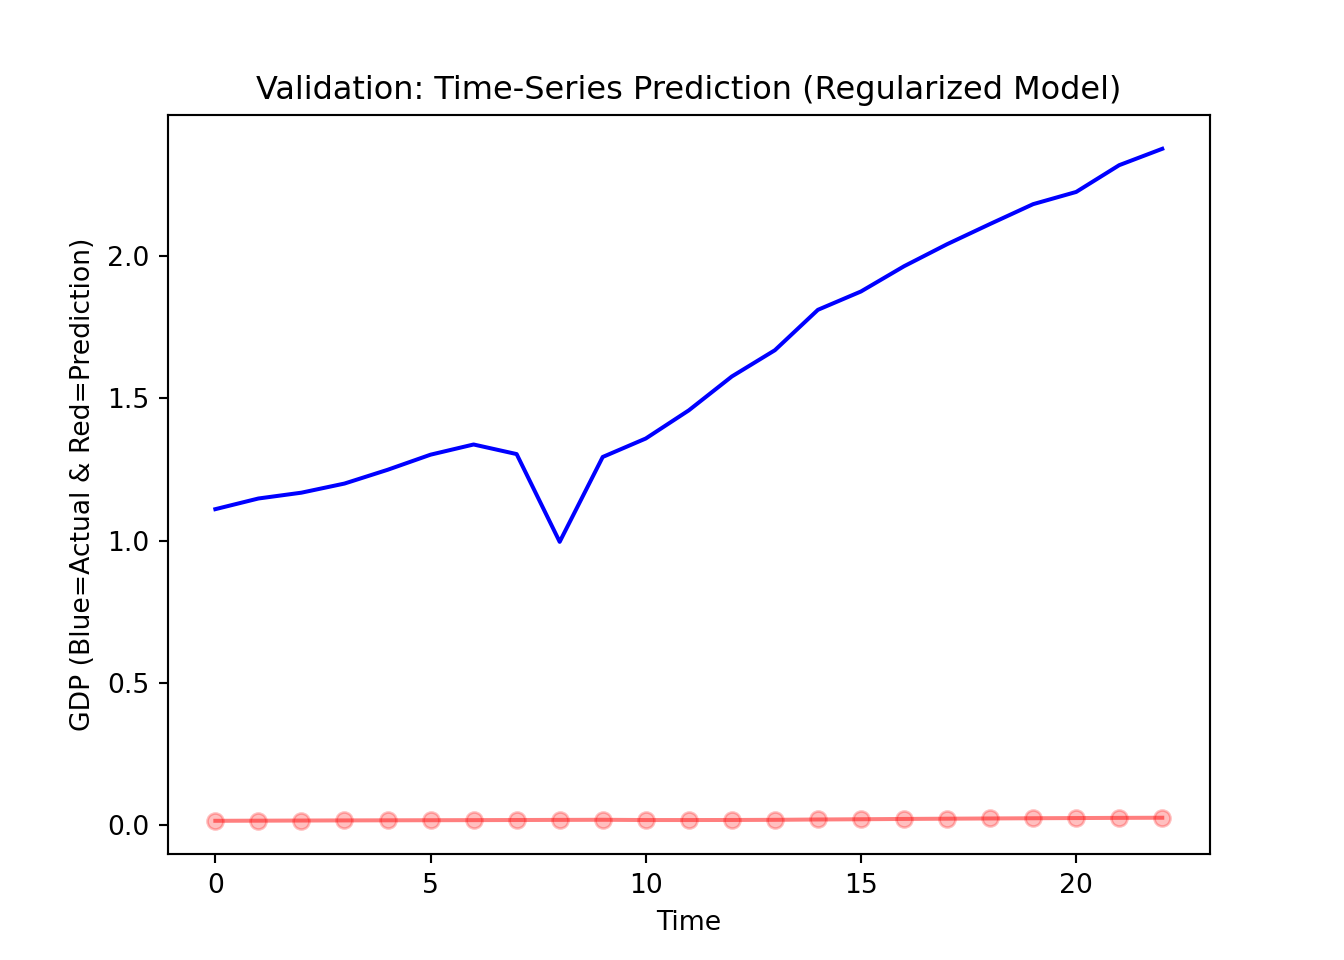 Validation: Time-Series Prediction (Regularized Model)
GDP (Blue=Actual & Red=Prediction)
2.0
1.5
1.0
0.5
0.0
0 5 10 15 20
Time